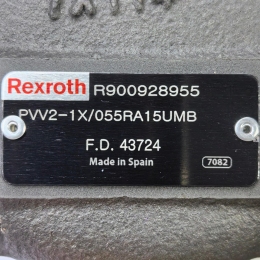 Rexroth R900928955
PVV2-1X/055RA15UMB
F.D. 43724
Made in Spain
7082